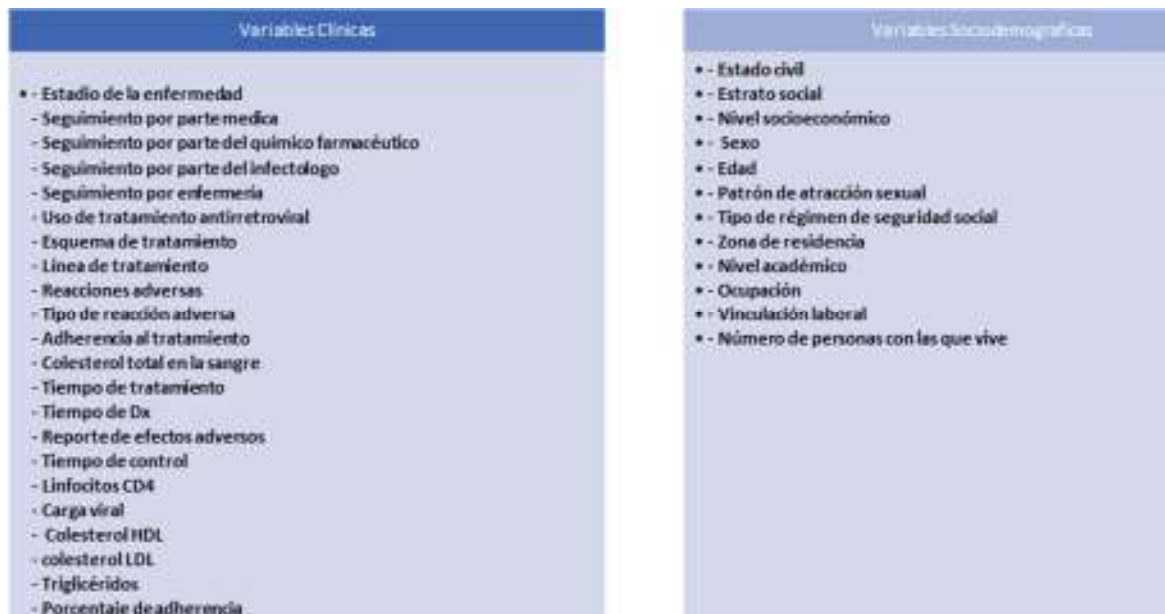 Variables Clínicas
• - Estadio de la enfermedad
- Seguimiento por parte medica
- Seguimiento por parte del químico farmacéutico
- Seguimiento por parte del infectologo
- Seguimiento por enfermería
- Uso de tratamiento antirretroviral
- Esquema de tratamiento
- Línea de tratamiento
- Reacciones adversas
- Tipo de reacción adversa
- Adherencia al tratamiento
- Colesterol total en la sangre
- Tiempo de tratamiento
- Tiempo de Dx
- Reporte de efectos adversos
- Tiempo de control
- Linfocitos CD4
- Carga viral
- Colesterol HDL
- colesterol LDL
- Triglicéridos
- Porcentaje de adherencia
Variables Sociodemograficas
• - Estado civil
• - Estrato social
• - Nivel socioeconómico
• - Sexo
• - Edad
• - Patrón de atracción sexual
• - Tipo de régimen de seguridad social
• - Zona de residencia
• - Nivel académico
• - Ocupación
• - Vinculación laboral
• - Número de personas con las que vive